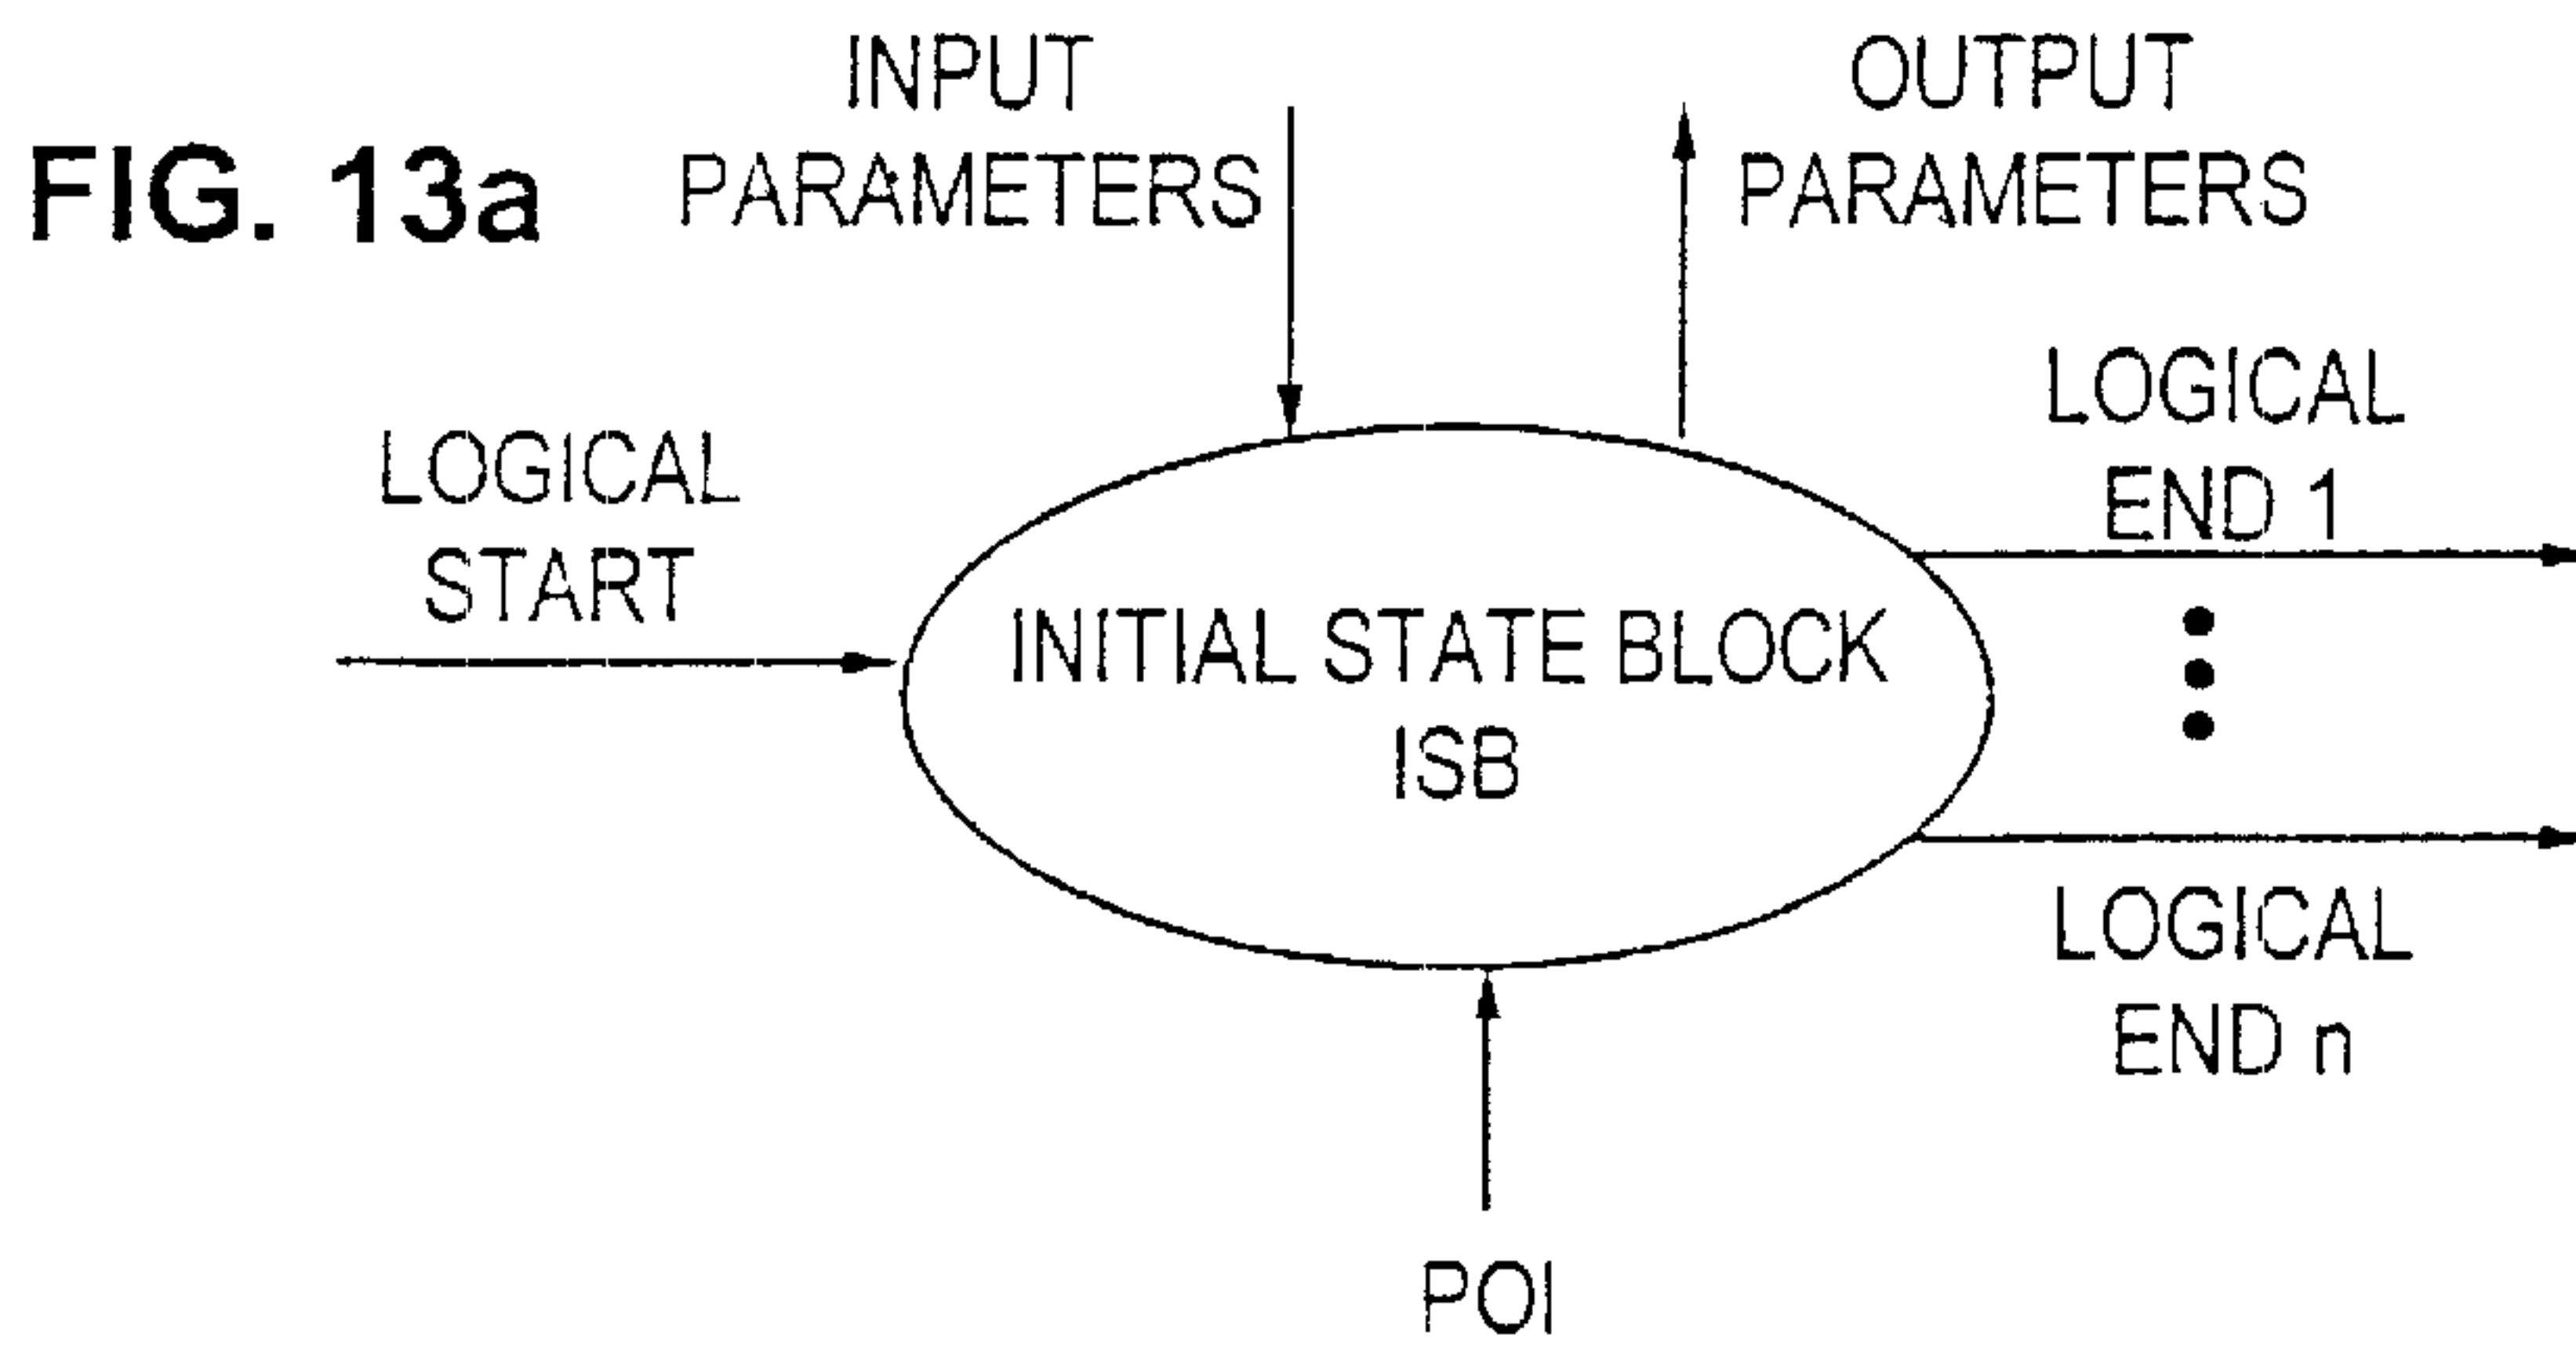 FIG. 13a
INPUT
PARAMETERS
OUTPUT
PARAMETERS
LOGICAL
START
LOGICAL
END 1
INITIAL STATE BLOCK
ISB
LOGICAL
END n
POI